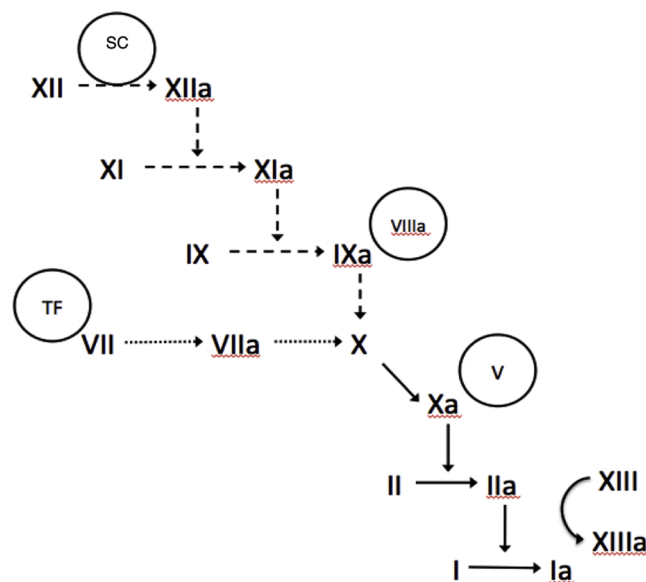 SC
XII XIIa
XI XIa
VIIIa
IX IXa
TF
VII VIIa X
V
Xa
II IIa XIII
XIIIa
I Ia